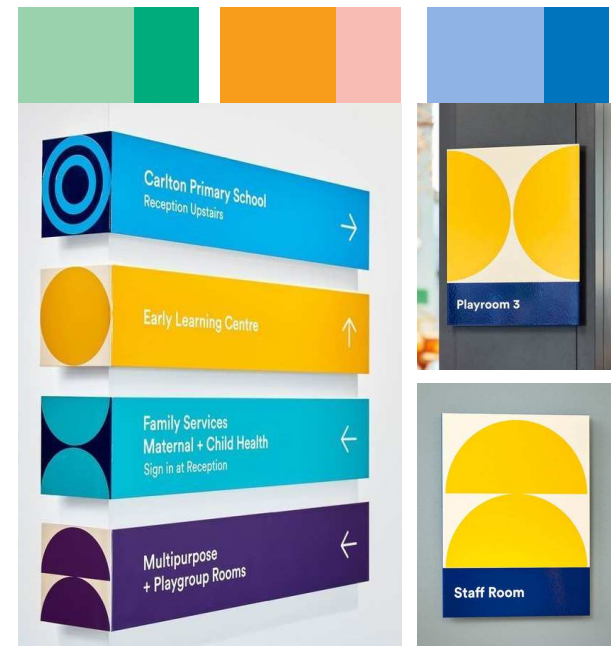 Carlton Primary School
Reception Upstairs
→
Early Learning Centre
↑
Family Services
Maternal + Child Health
Sign in at Reception
←
Multipurpose
+ Playgroup Rooms
←
Playroom 3
Staff Room